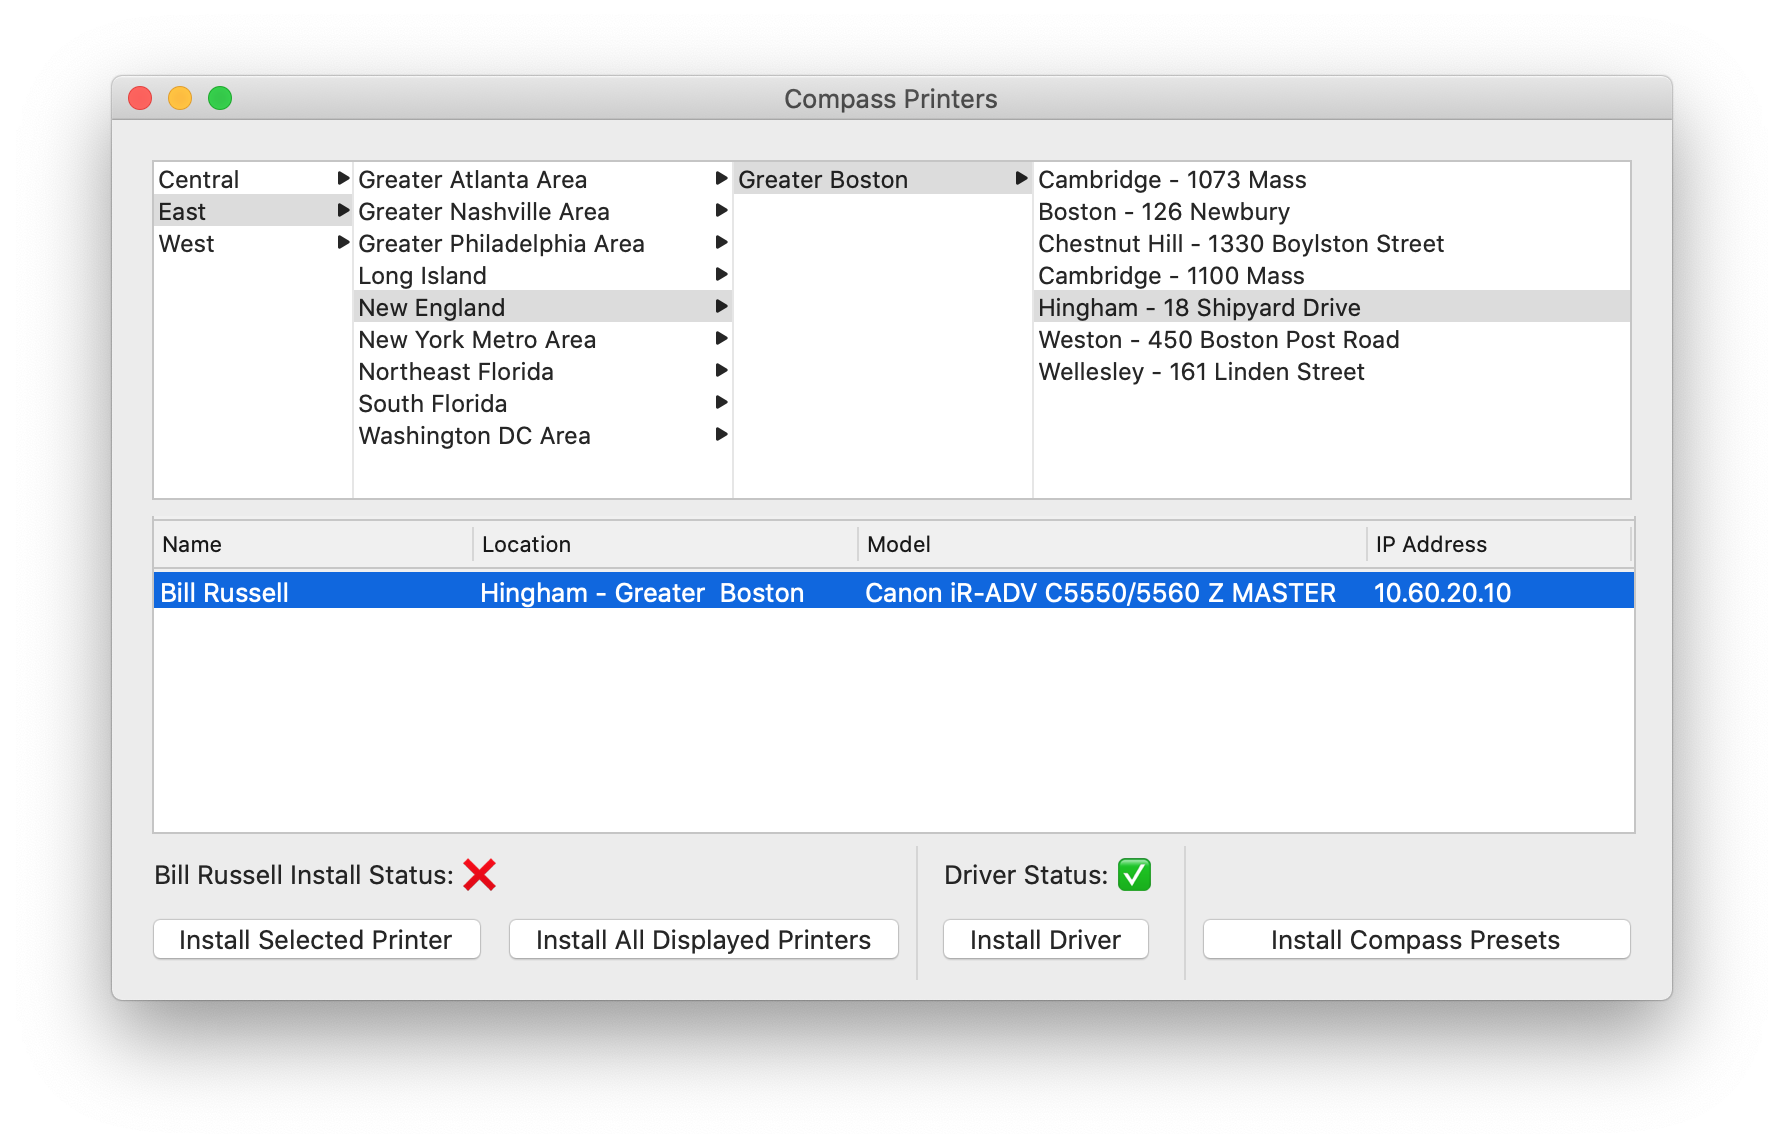 Compass Printers
Central
East
West
Greater Atlanta Area
Greater Nashville Area
Greater Philadelphia Area
Long Island
New England
New York Metro Area
Northeast Florida
South Florida
Washington DC Area
Greater Boston
Cambridge - 1073 Mass
Boston - 126 Newbury
Chestnut Hill - 1330 Boylston Street
Cambridge - 1100 Mass
Hingham - 18 Shipyard Drive
Weston - 450 Boston Post Road
Wellesley - 161 Linden Street
Name Location Model IP Address
Bill Russell Hingham - Greater  Boston Canon iR-ADV C5550/5560 Z MASTER 10.60.20.10
Bill Russell Install Status: ❌ Driver Status: ✅
Install Selected Printer Install All Displayed Printers Install Driver Install Compass Presets